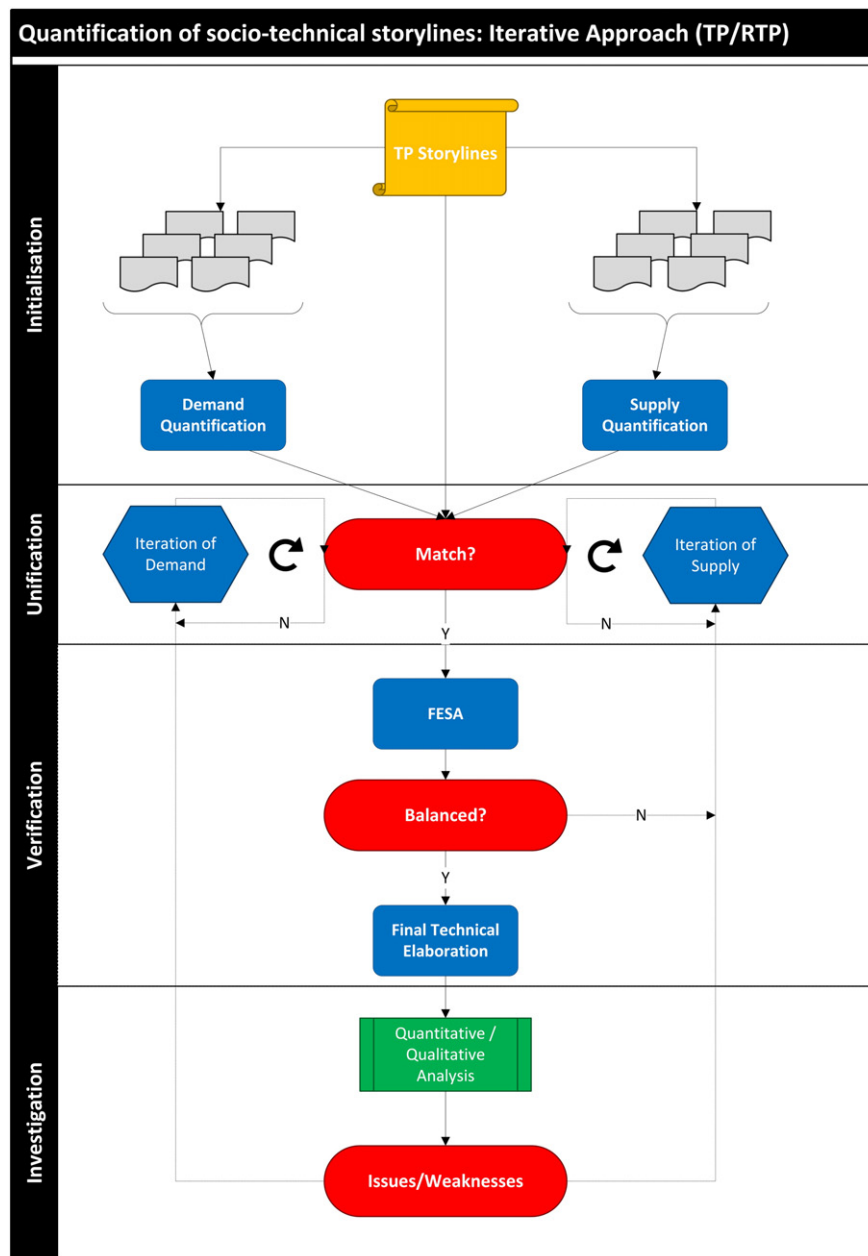 Quantification of socio-technical storylines: Iterative Approach (TP/RTP)
Initialisation
TP Storylines
Demand
Quantification
Supply
Quantification
Unification
Iteration of
Demand
Match?
Iteration of
Supply
N
N
Y
Verification
FESA
Balanced?
N
Y
Final Technical
Elaboration
Investigation
Quantitative /
Qualitative
Analysis
Issues/Weaknesses